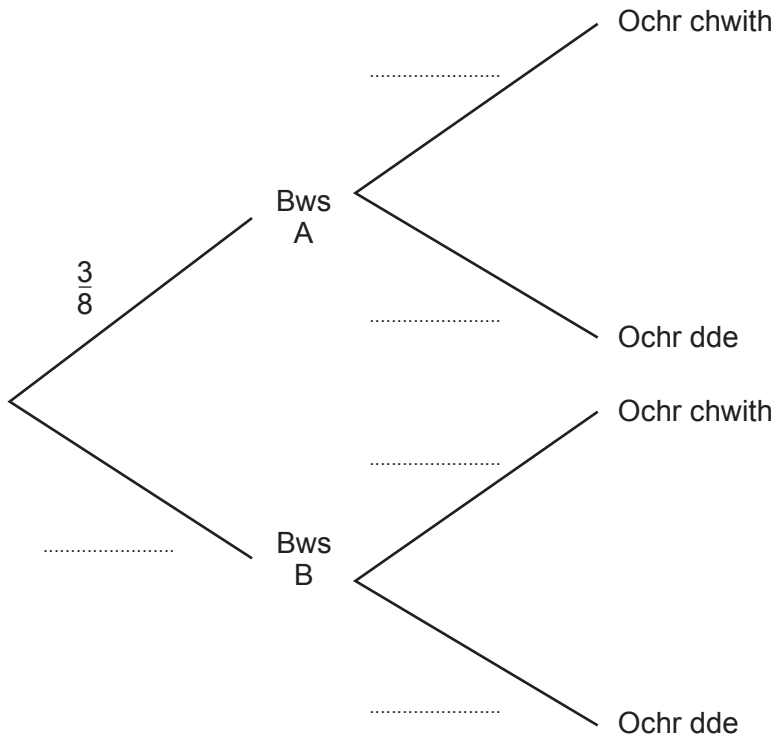 Ochr chwith
....................
Bws
A
3
8
....................
Ochr dde
Ochr chwith
....................
....................
Bws
B
....................
Ochr dde